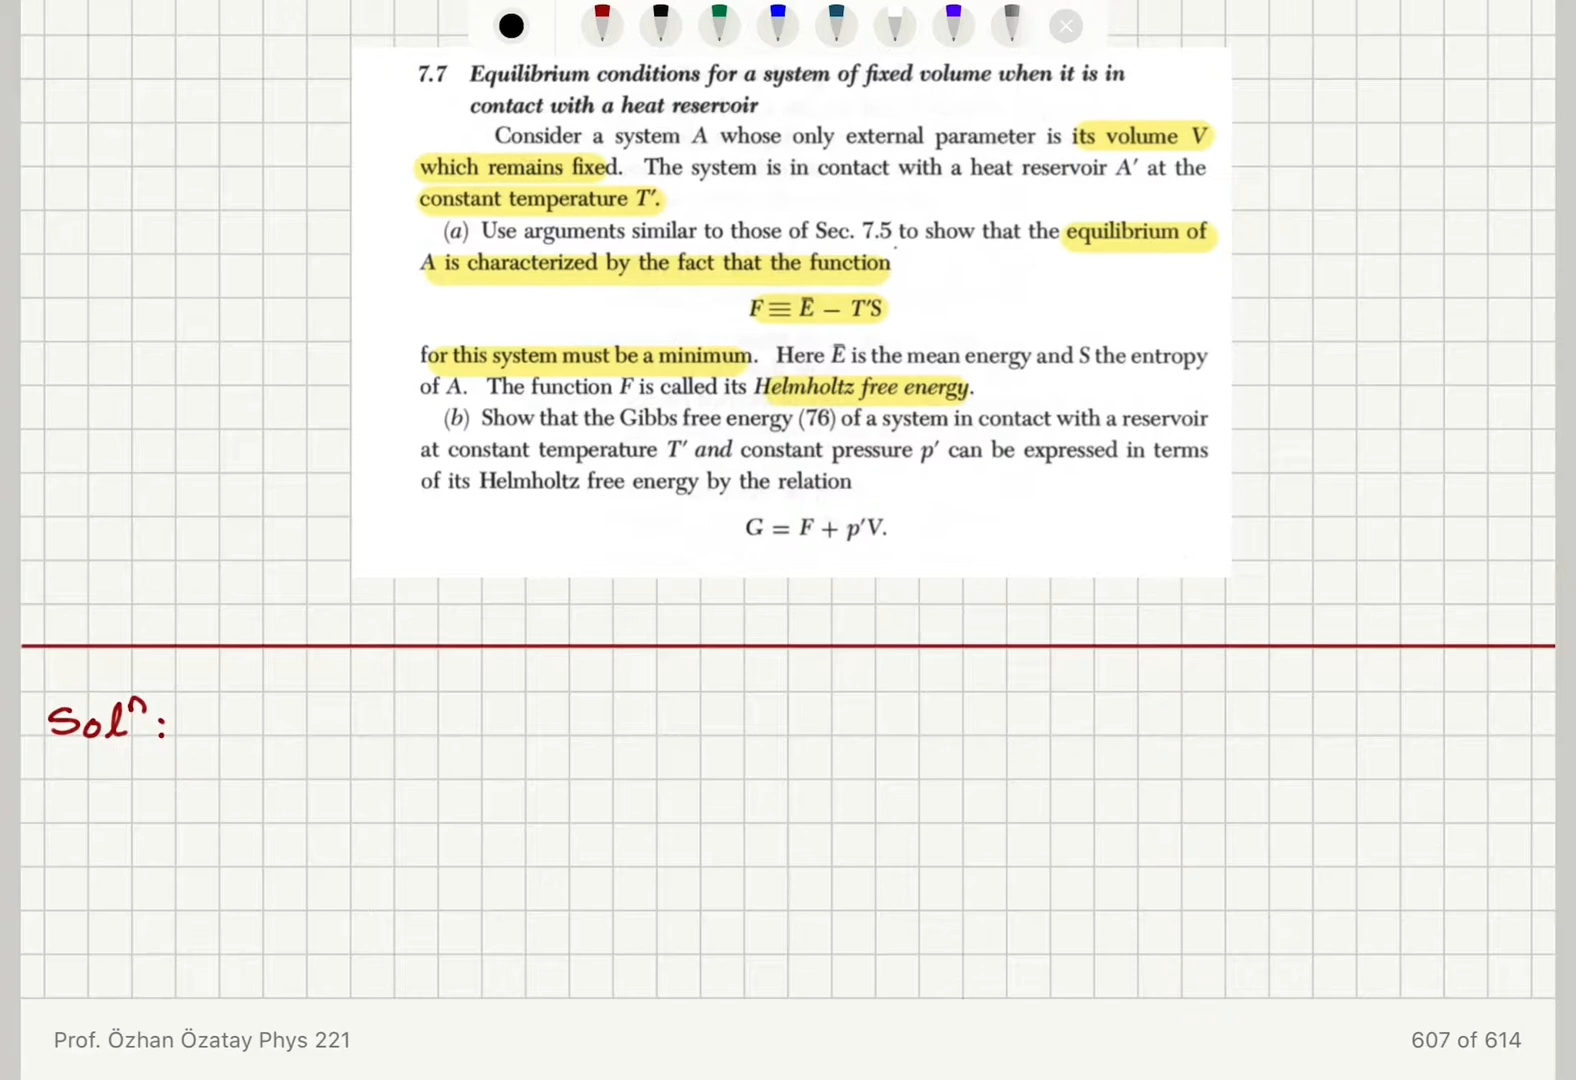 7.7 Equilibrium conditions for a system of fixed volume when it is in
contact with a heat reservoir
Consider a system A whose only external parameter is its volume V
which remains fixed. The system is in contact with a heat reservoir A′ at the
constant temperature T′.
(a) Use arguments similar to those of Sec. 7.5 to show that the equilibrium of
A is characterized by the fact that the function
F ≡ Ē − T′S
for this system must be a minimum. Here Ē is the mean energy and S the entropy
of A. The function F is called its Helmholtz free energy.
(b) Show that the Gibbs free energy (76) of a system in contact with a reservoir
at constant temperature T′ and constant pressure p′ can be expressed in terms
of its Helmholtz free energy by the relation
G = F + p′V.
Solⁿ:
Prof. Özhan Özatay Phys 221
607 of 614